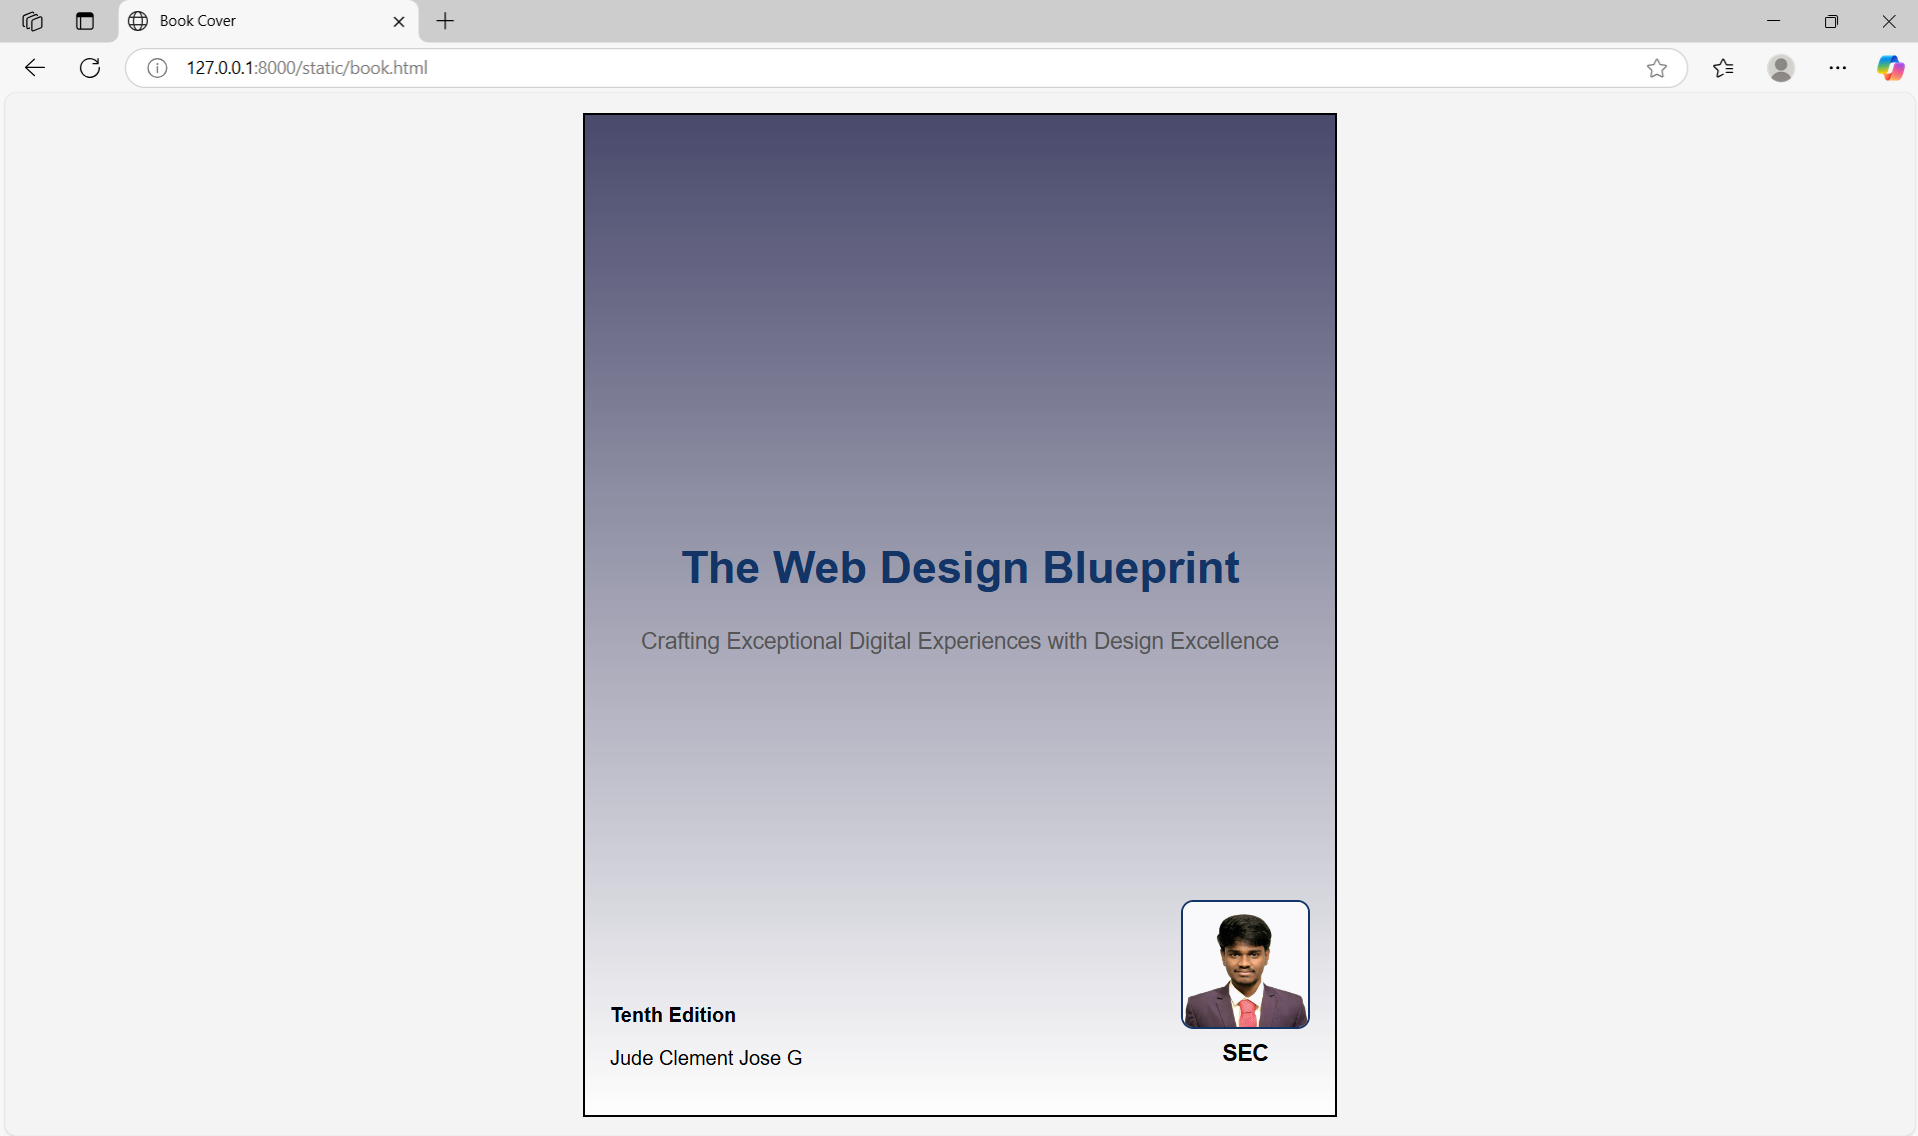 Book Cover
127.0.0.1:8000/static/book.html
The Web Design Blueprint
Crafting Exceptional Digital Experiences with Design Excellence
Tenth Edition
Jude Clement Jose G
SEC